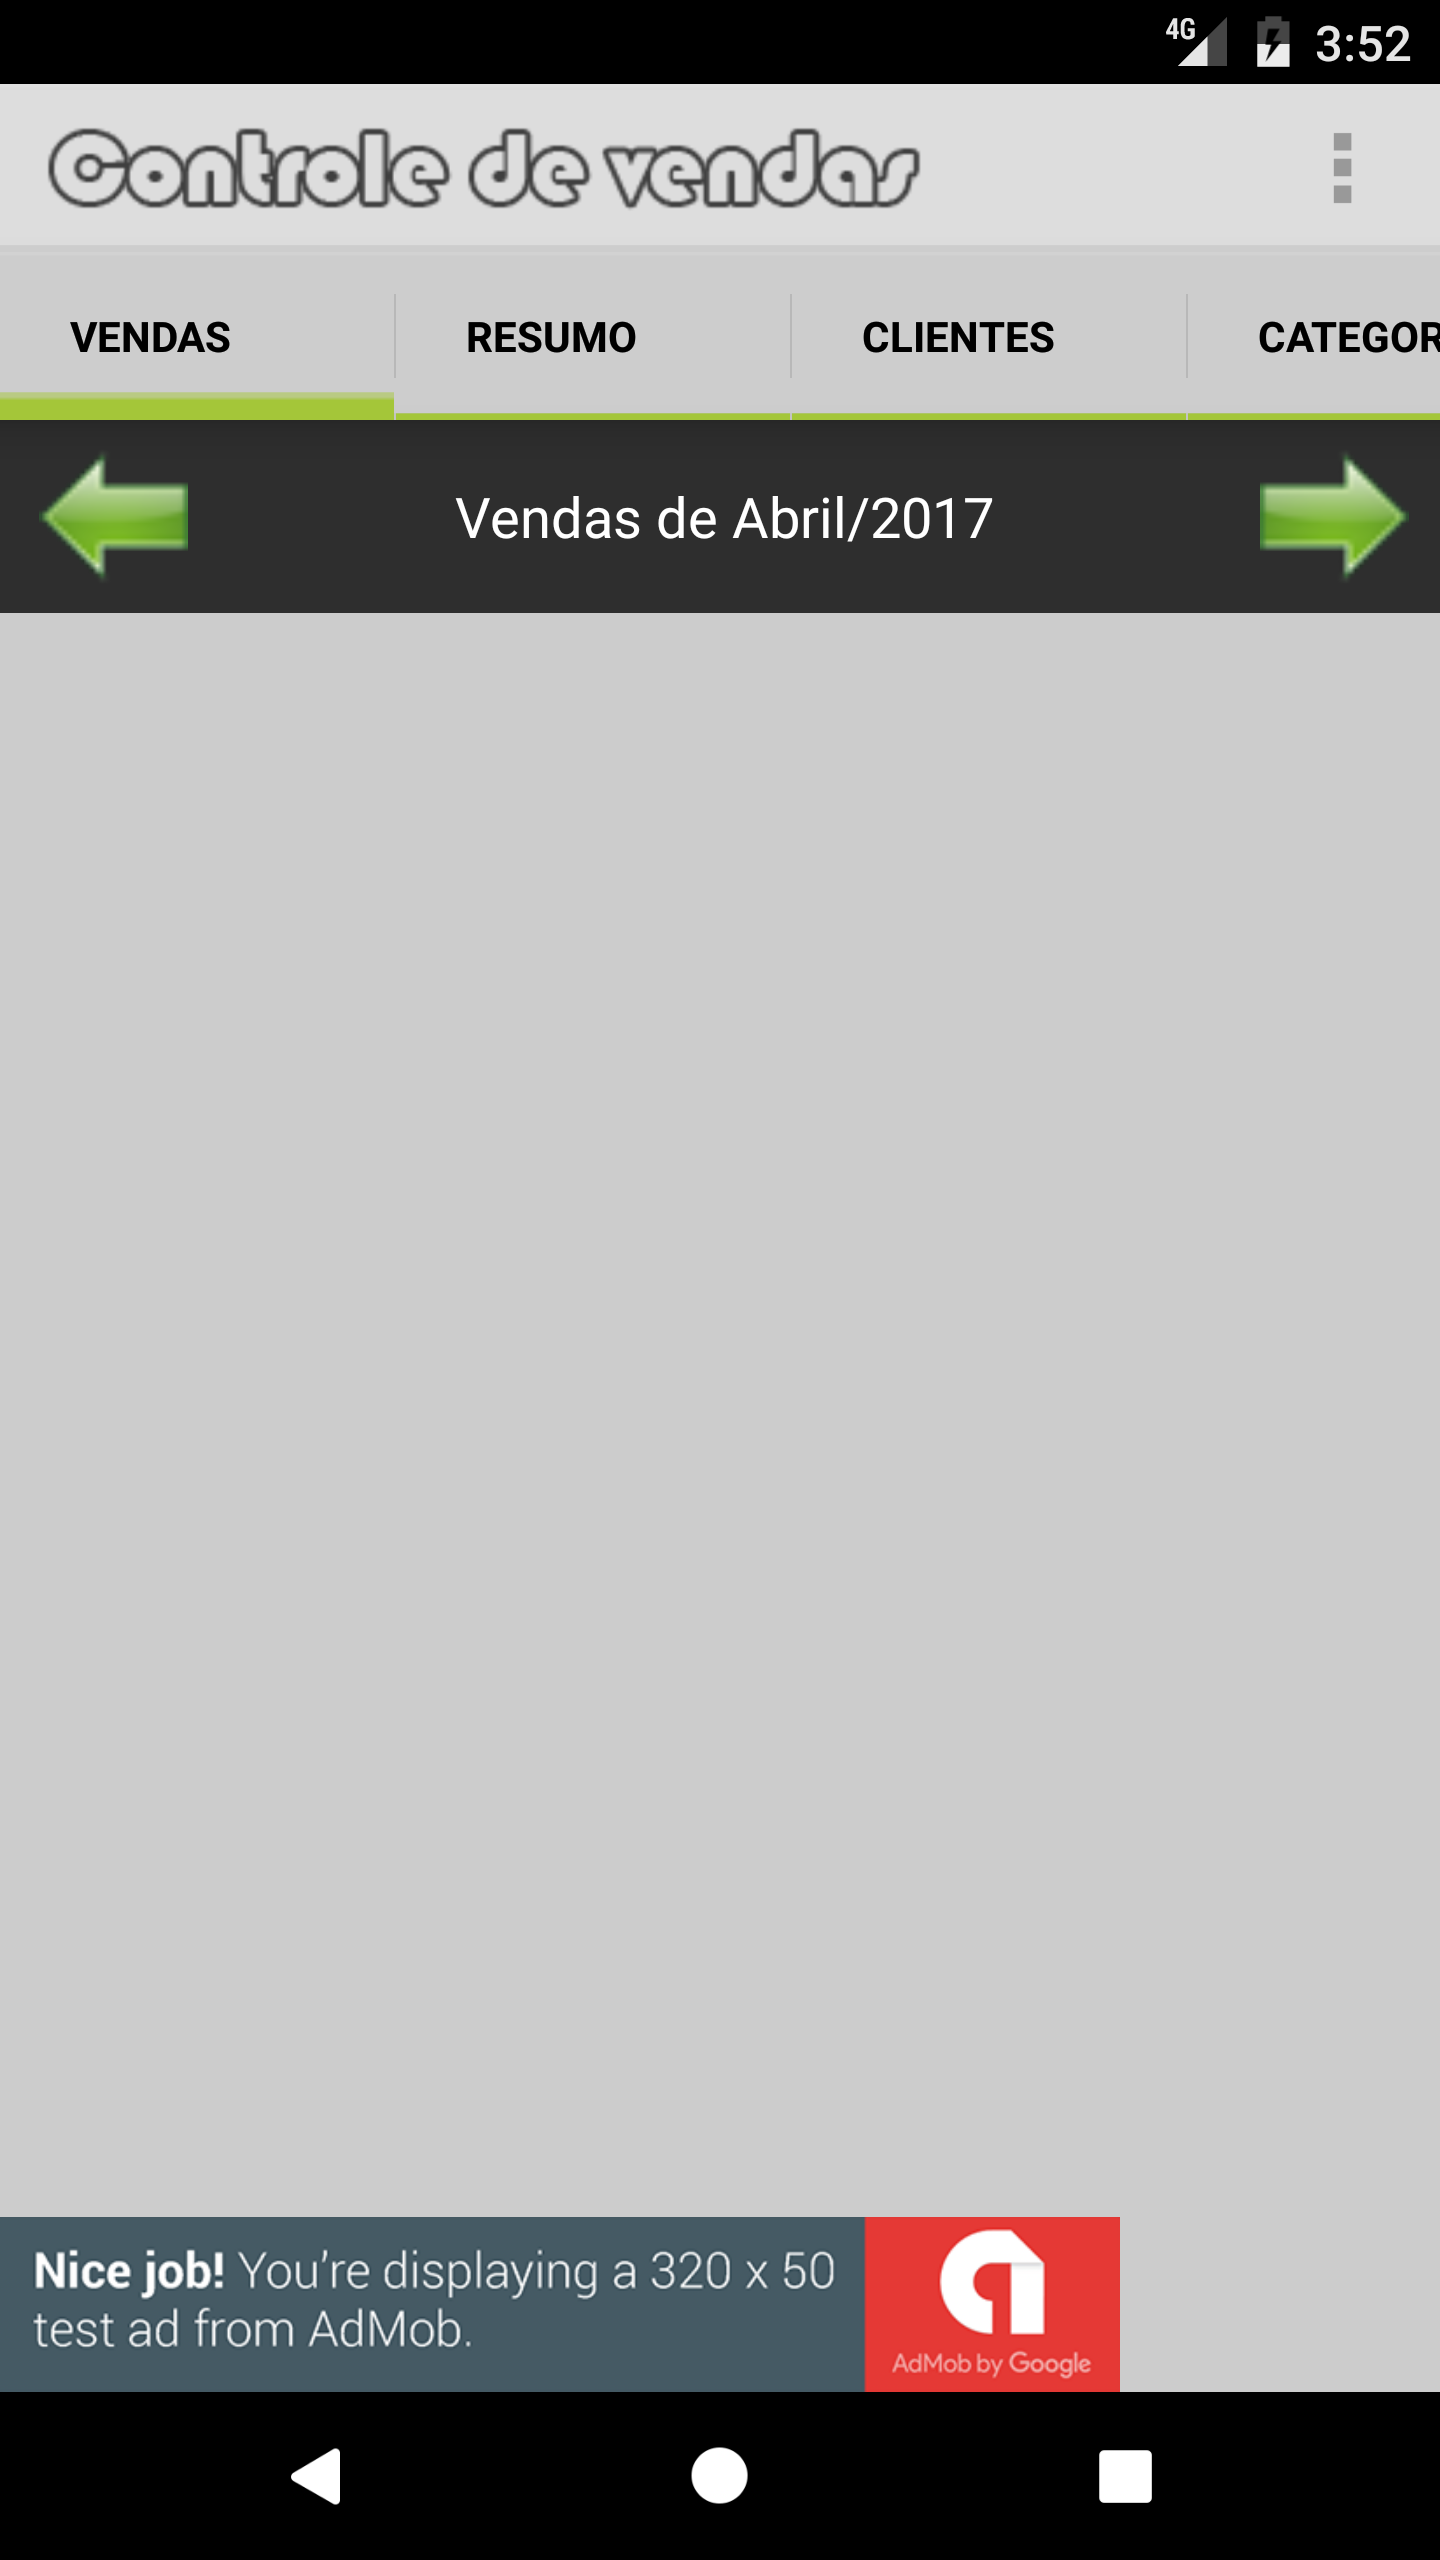 4G 3:52
Controle de vendas
VENDAS RESUMO CLIENTES CATEGOR
Vendas de Abril/2017
Nice job! You're displaying a 320 x 50
test ad from AdMob.
AdMob by Google